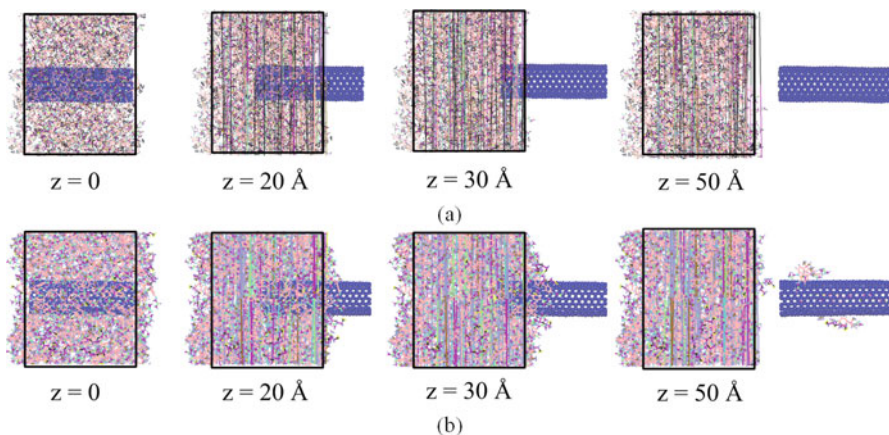 z = 0 z = 20 Å z = 30 Å z = 50 Å
(a)
z = 0 z = 20 Å z = 30 Å z = 50 Å
(b)